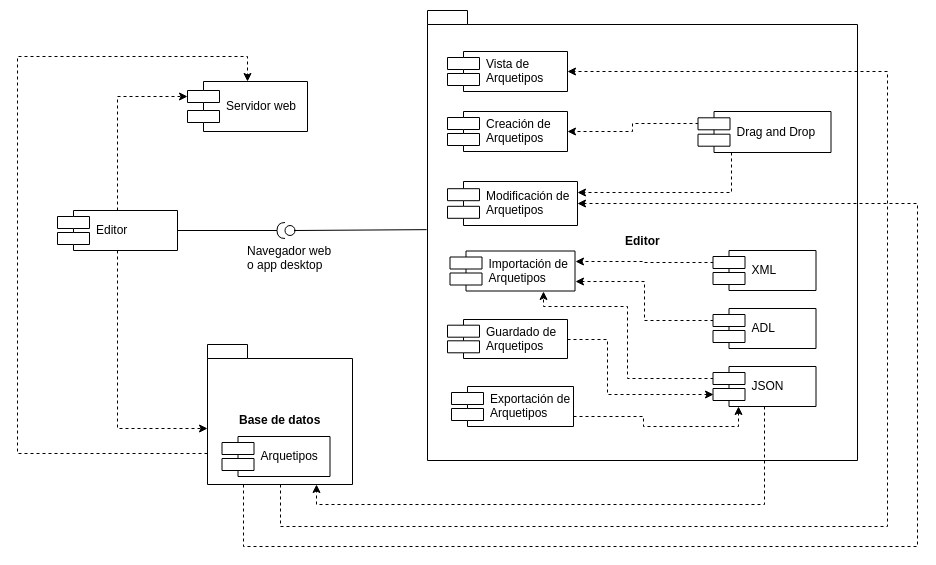 Vista de
Arquetipos
Servidor web
Creación de
Arquetipos
Drag and Drop
Modificación de
Arquetipos
Editor
Navegador web
o app desktop
Editor
Importación de
Arquetipos
XML
ADL
Guardado de
Arquetipos
JSON
Exportación de
Arquetipos
Base de datos
Arquetipos